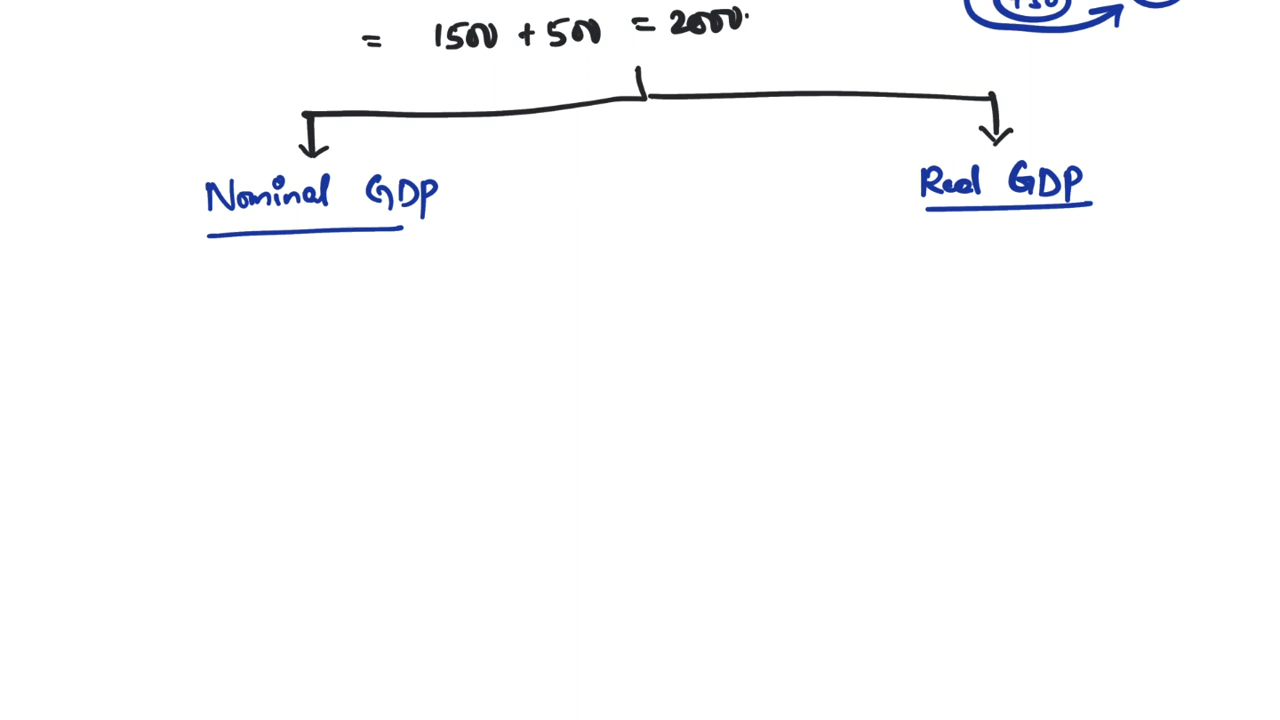 = 1500 + 500 = 2000.
Nominal GDP
Real GDP